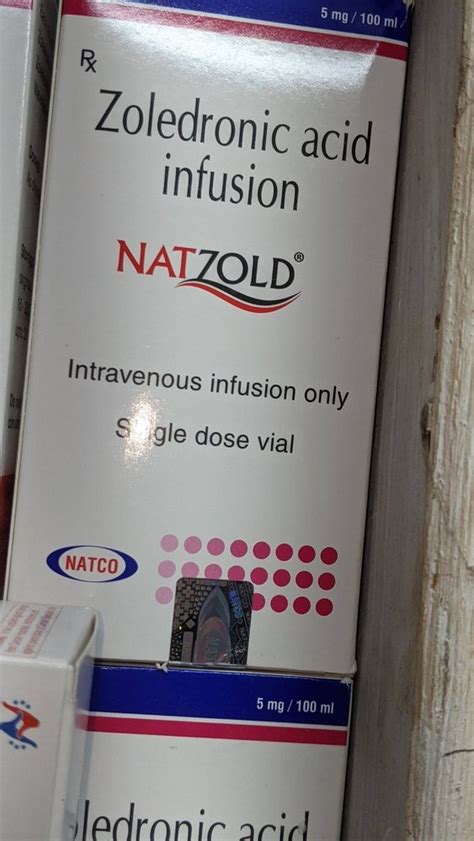 5 mg / 100 ml
Rx
Zoledronic acid
infusion
NATZOLD®
Intravenous infusion only
Single dose vial
NATCO
5 mg / 100 ml
ledronic acid